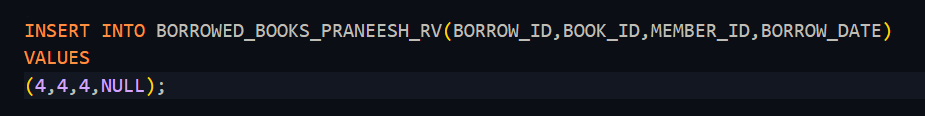 INSERT INTO BORROWED_BOOKS_PRANEESH_RV(BORROW_ID,BOOK_ID,MEMBER_ID,BORROW_DATE)
VALUES
(4,4,4,NULL);